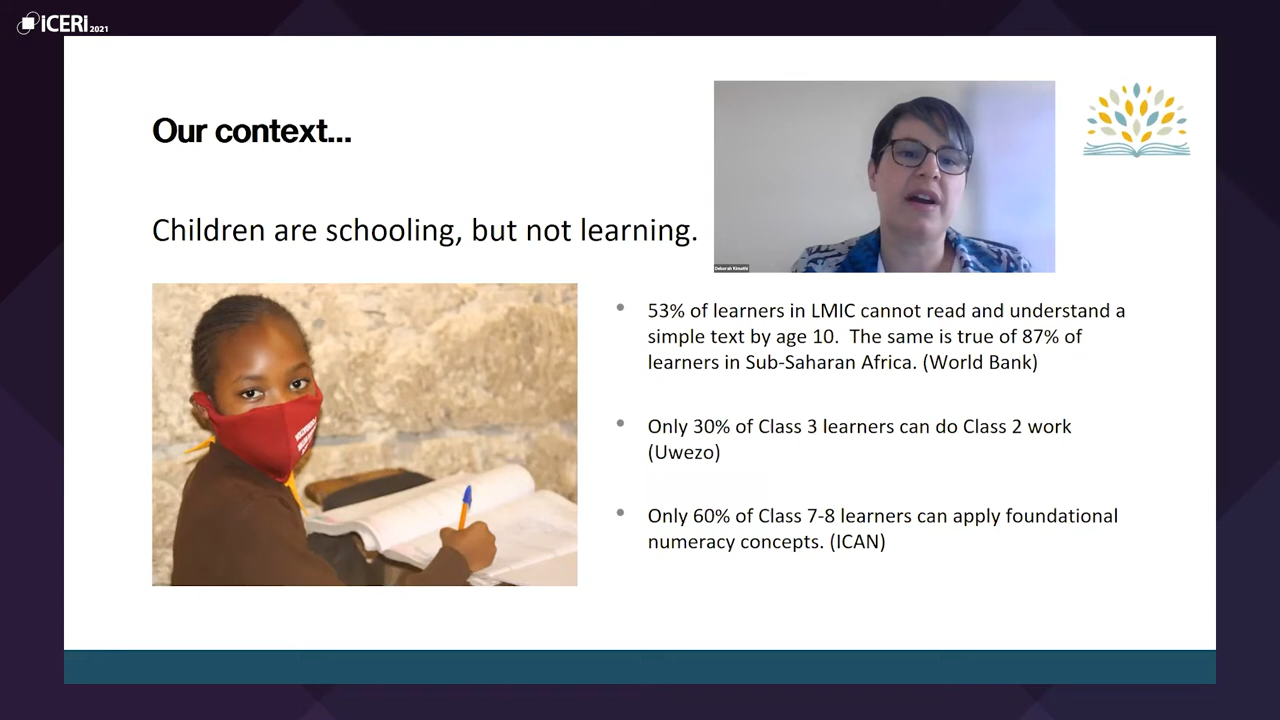 iCERi 2021
Our context...
Children are schooling, but not learning.
Deborah Kimathi
53% of learners in LMIC cannot read and understand a
simple text by age 10.  The same is true of 87% of
learners in Sub-Saharan Africa. (World Bank)
Only 30% of Class 3 learners can do Class 2 work
(Uwezo)
Only 60% of Class 7-8 learners can apply foundational
numeracy concepts. (ICAN)